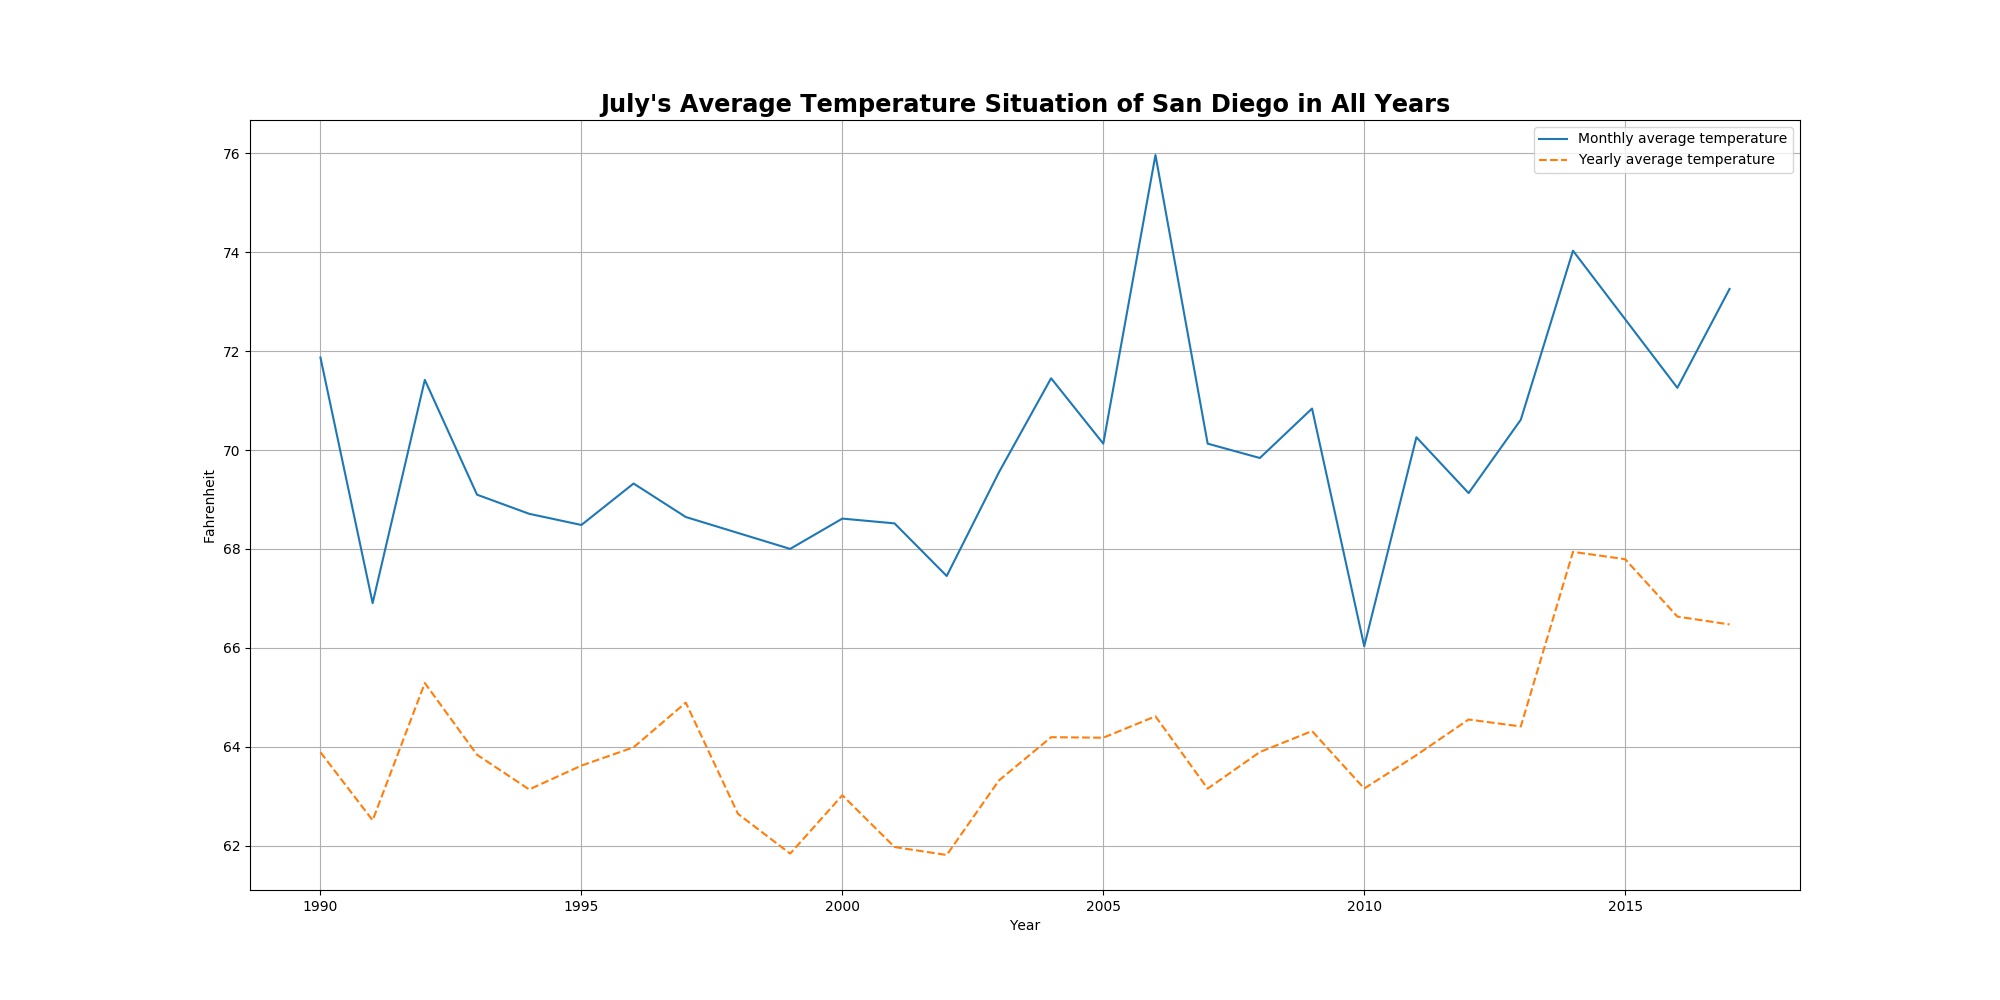 July's Average Temperature Situation of San Diego in All Years
Monthly average temperature
Yearly average temperature
76
74
72
70
68
66
64
62
Fahrenheit
1990 1995 2000 2005 2010 2015
Year